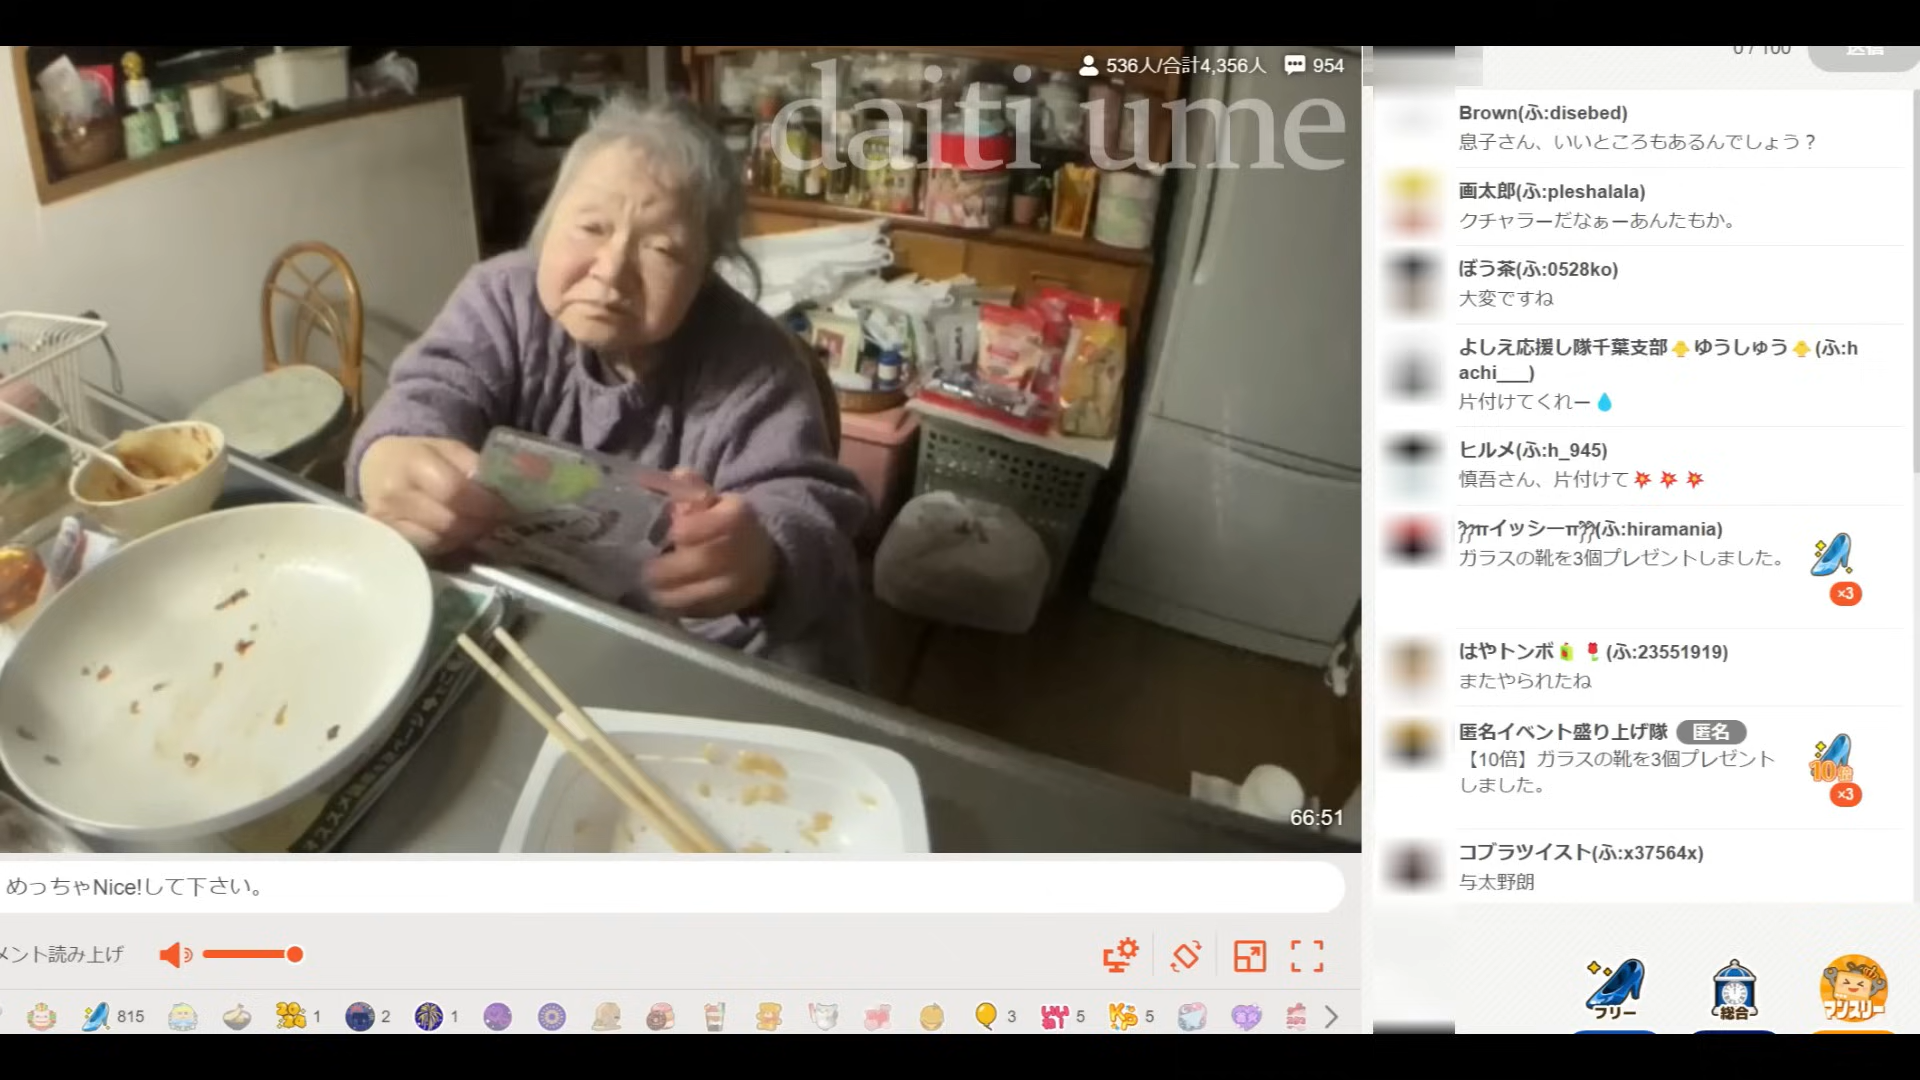 536人/合計4,356人 954
daiti ume
66:51
めっちゃNice!して下さい。
メント読み上げ
815
1
2
1
3
5
5
0 / 100
送信
Brown(ふ:disebed)
息子さん、いいところもあるんでしょう？
画太郎(ふ:pleshalala)
クチャラーだなぁーあんたもか。
ぼう茶(ふ:0528ko)
大変ですね
よしえ応援し隊千葉支部🐥ゆうしゅう🐥(ふ:h
achi___)
片付けてくれー💧
ヒルメ(ふ:h_945)
慎吾さん、片付けて💥💥💥
πイッシーπ(ふ:hiramania)
ガラスの靴を3個プレゼントしました。
×3
はやトンボ🌹(ふ:23551919)
またやられたね
匿名イベント盛り上げ隊 匿名
【10倍】ガラスの靴を3個プレゼント
しました。
10倍
×3
コブラツイスト(ふ:x37564x)
与太野朗
フリー
総合
マンスリー